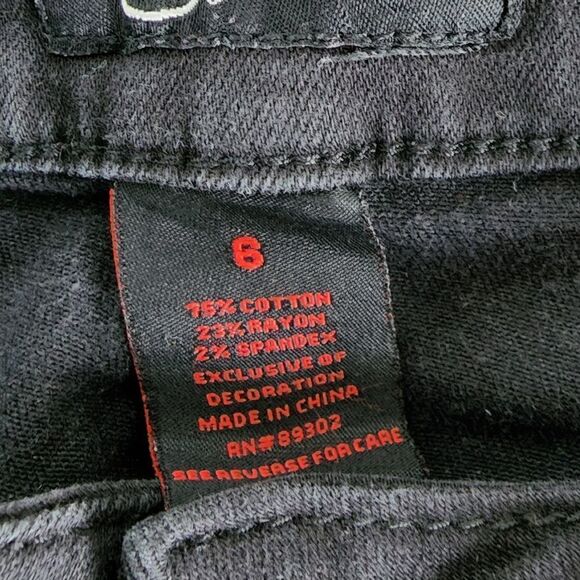 6
75% COTTON
23% RAYON
2% SPANDEX
EXCLUSIVE OF
DECORATION
MADE IN CHINA
RN# 89302
SEE REVERSE FOR CARE